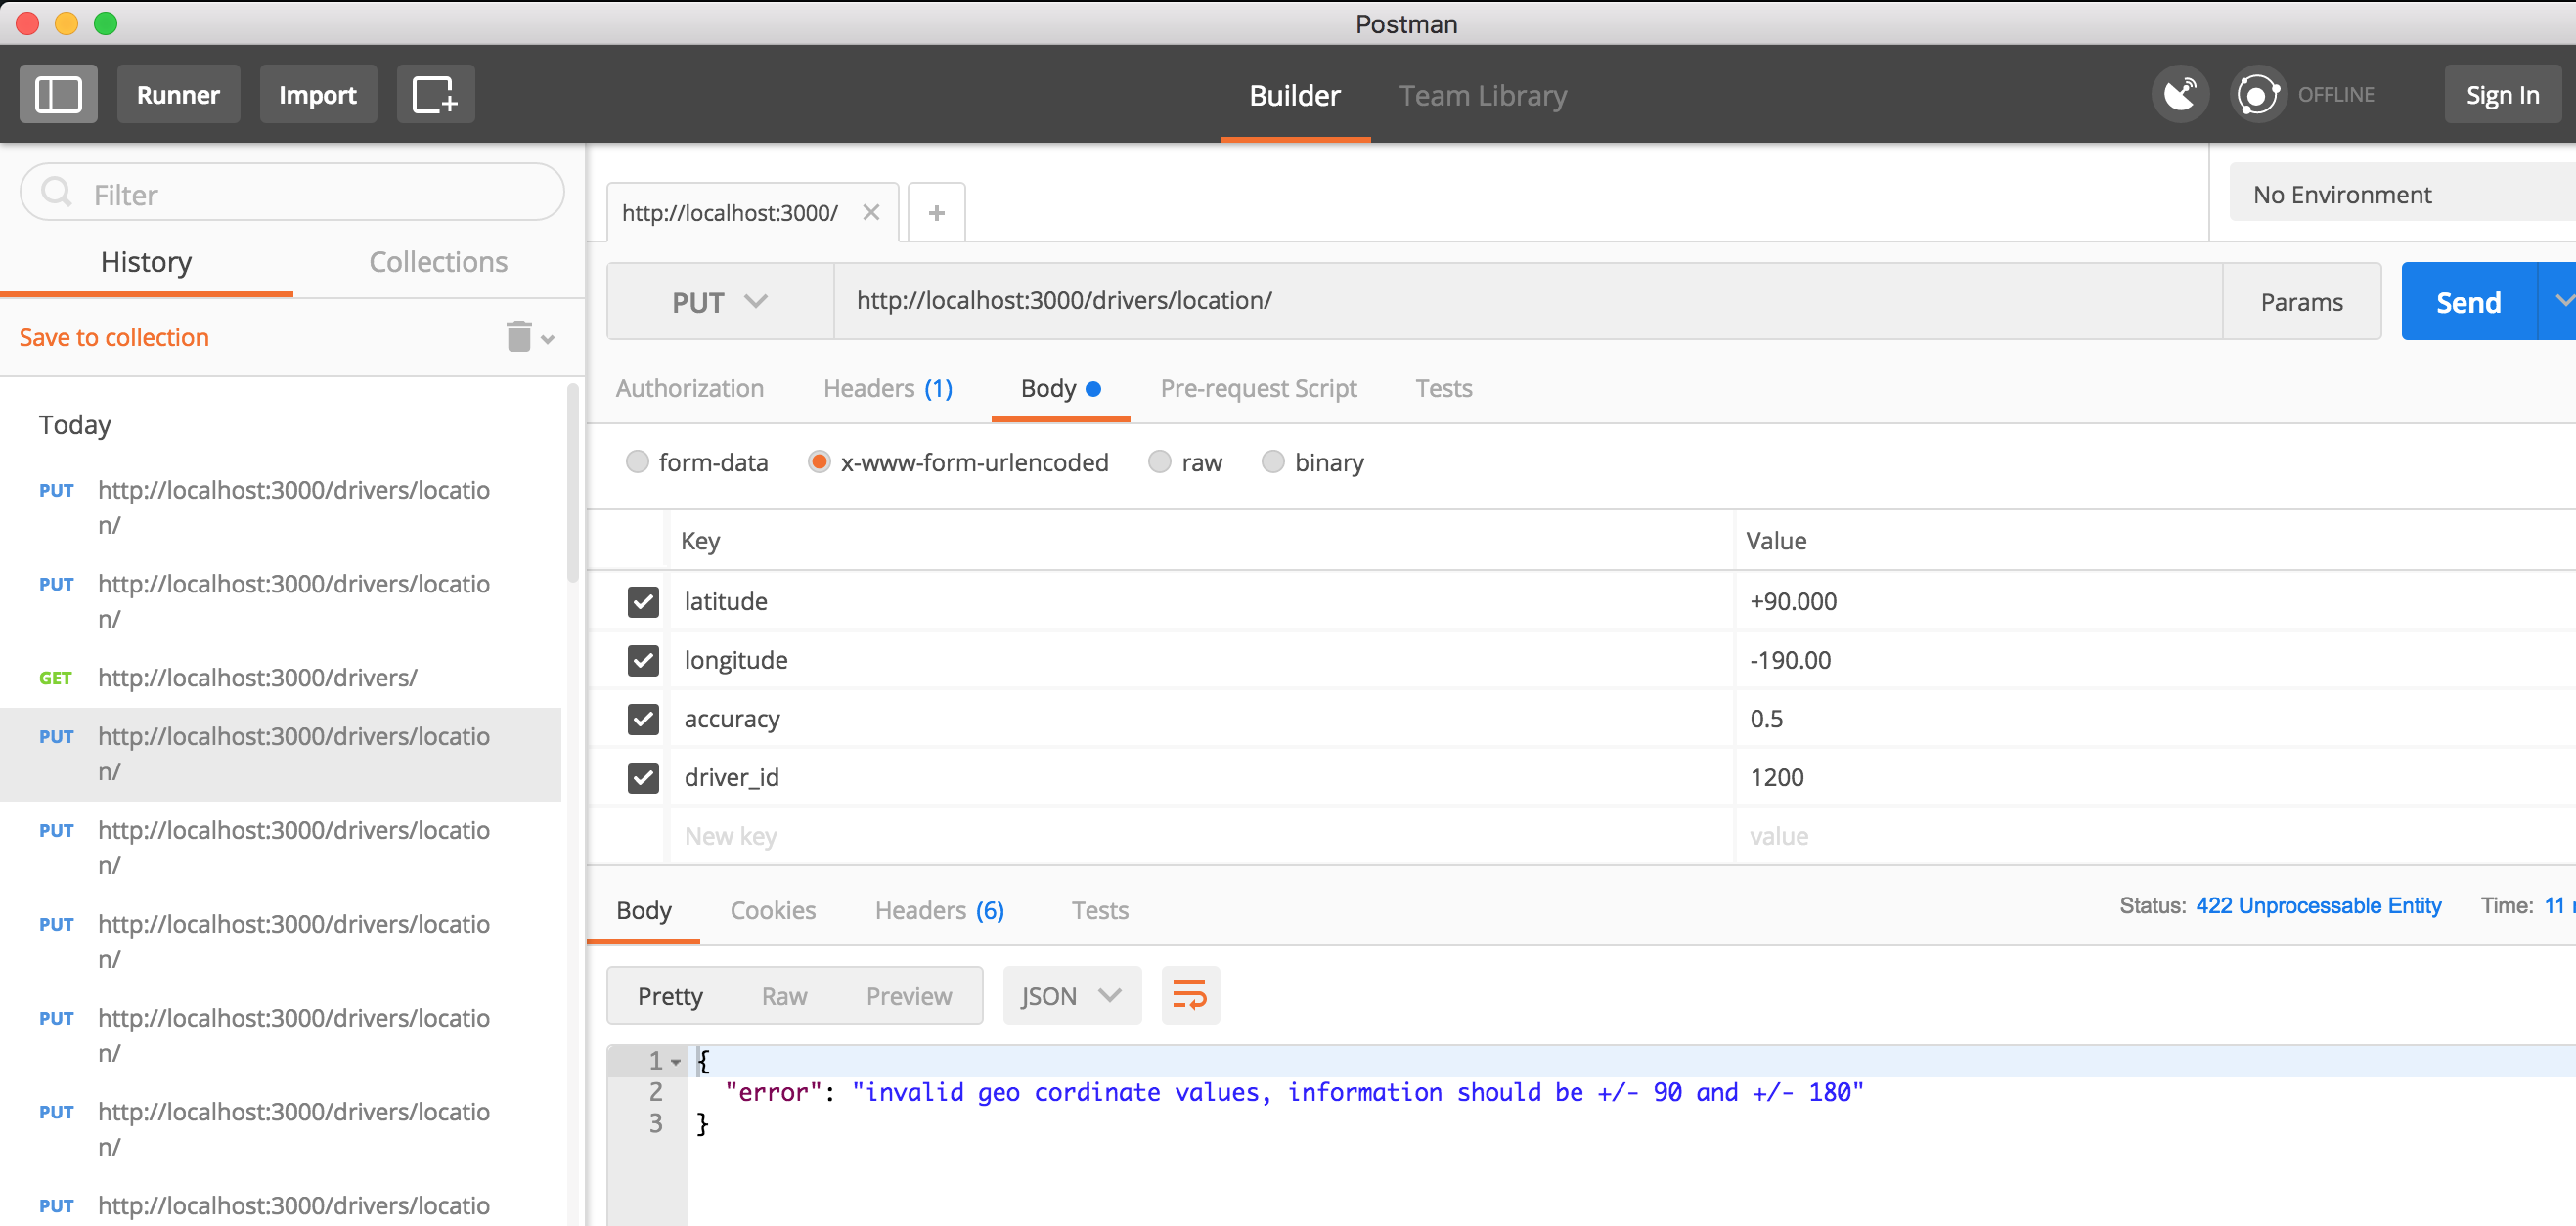 Postman
Runner
Import
Builder
Team Library
OFFLINE
Sign In
Filter
History
Collections
Save to collection
Today
PUT http://localhost:3000/drivers/locatio
n/
PUT http://localhost:3000/drivers/locatio
n/
GET http://localhost:3000/drivers/
PUT http://localhost:3000/drivers/locatio
n/
PUT http://localhost:3000/drivers/locatio
n/
PUT http://localhost:3000/drivers/locatio
n/
PUT http://localhost:3000/drivers/locatio
n/
PUT http://localhost:3000/drivers/locatio
n/
PUT http://localhost:3000/drivers/locatio
http://localhost:3000/
No Environment
PUT
http://localhost:3000/drivers/location/
Params
Send
Authorization
Headers (1)
Body
Pre-request Script
Tests
form-data
x-www-form-urlencoded
raw
binary
Key Value
latitude +90.000
longitude -190.00
accuracy 0.5
driver_id 1200
New key value
Body
Cookies
Headers (6)
Tests
Status: 422 Unprocessable Entity
Time: 11
Pretty
Raw
Preview
JSON
1 {
2 "error": "invalid geo cordinate values, information should be +/- 90 and +/- 180"
3 }